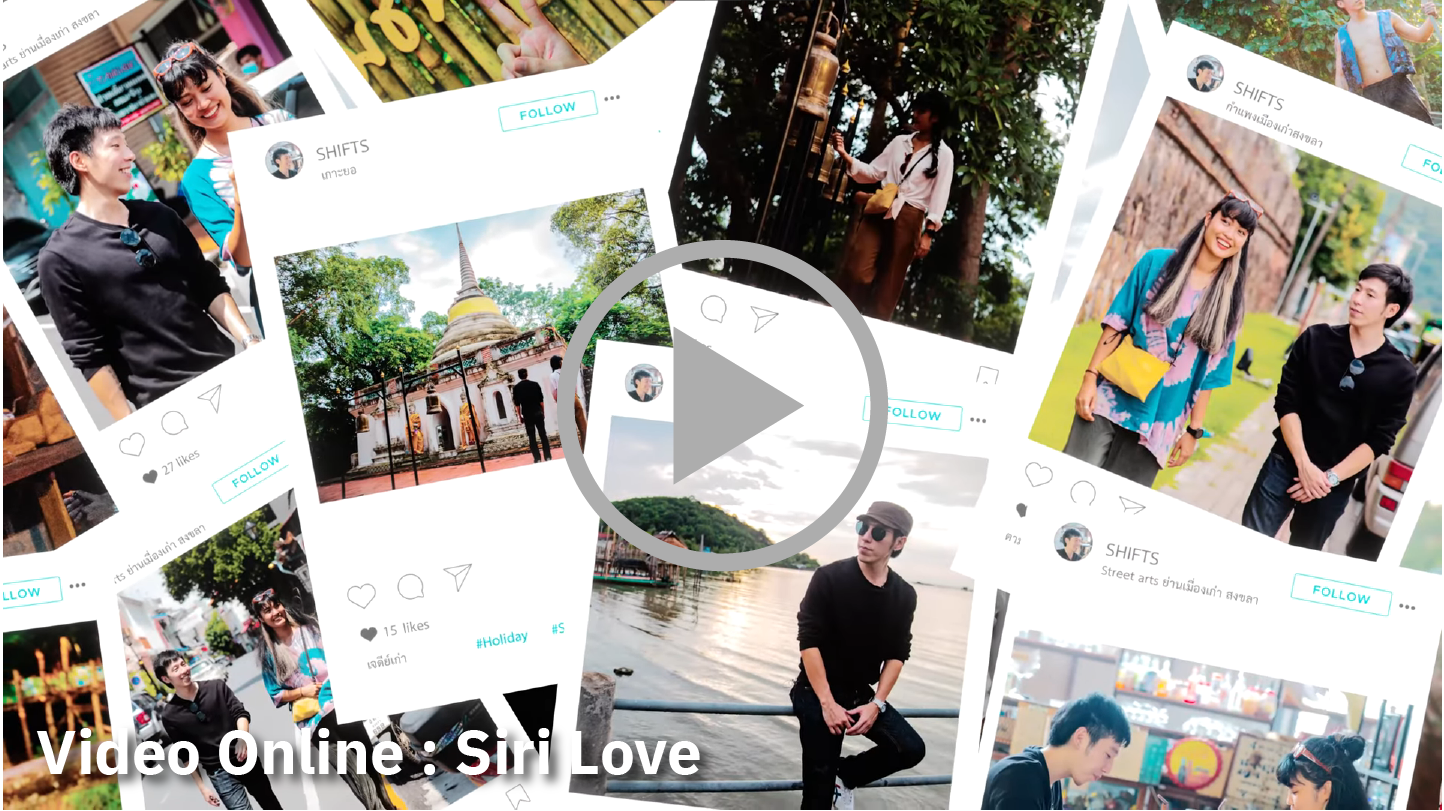 arts ย่านเมืองเก่า สงขลา
FOLLOW
SHIFTS
เกาะยอ
SHIFTS
กำแพงเมืองเก่าสงขลา
FO
27 likes
FOLLOW
FOLLOW
ts ย่านเมืองเก่า สงขลา
LLOW
SHIFTS
Street arts ย่านเมืองเก่า สงขลา
FOLLOW
15 likes
#Holiday #S
เจดีย์เก่า
Video Online : Siri Love